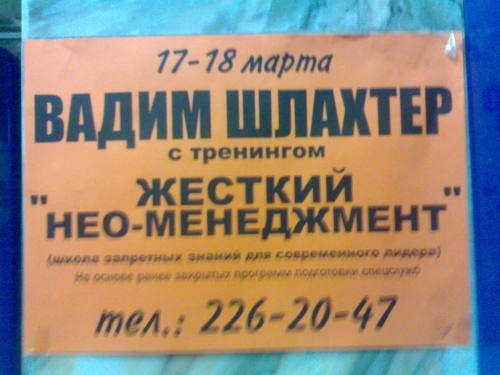 17-18 марта
ВАДИМ ШЛАХТЕР
с тренингом
" ЖЕСТКИЙ
НЕО-МЕНЕДЖМЕНТ "
(школа запретных знаний для современного лидера)
На основе ранее закрытых программ подготовки спецслужб
тел.: 226-20-47